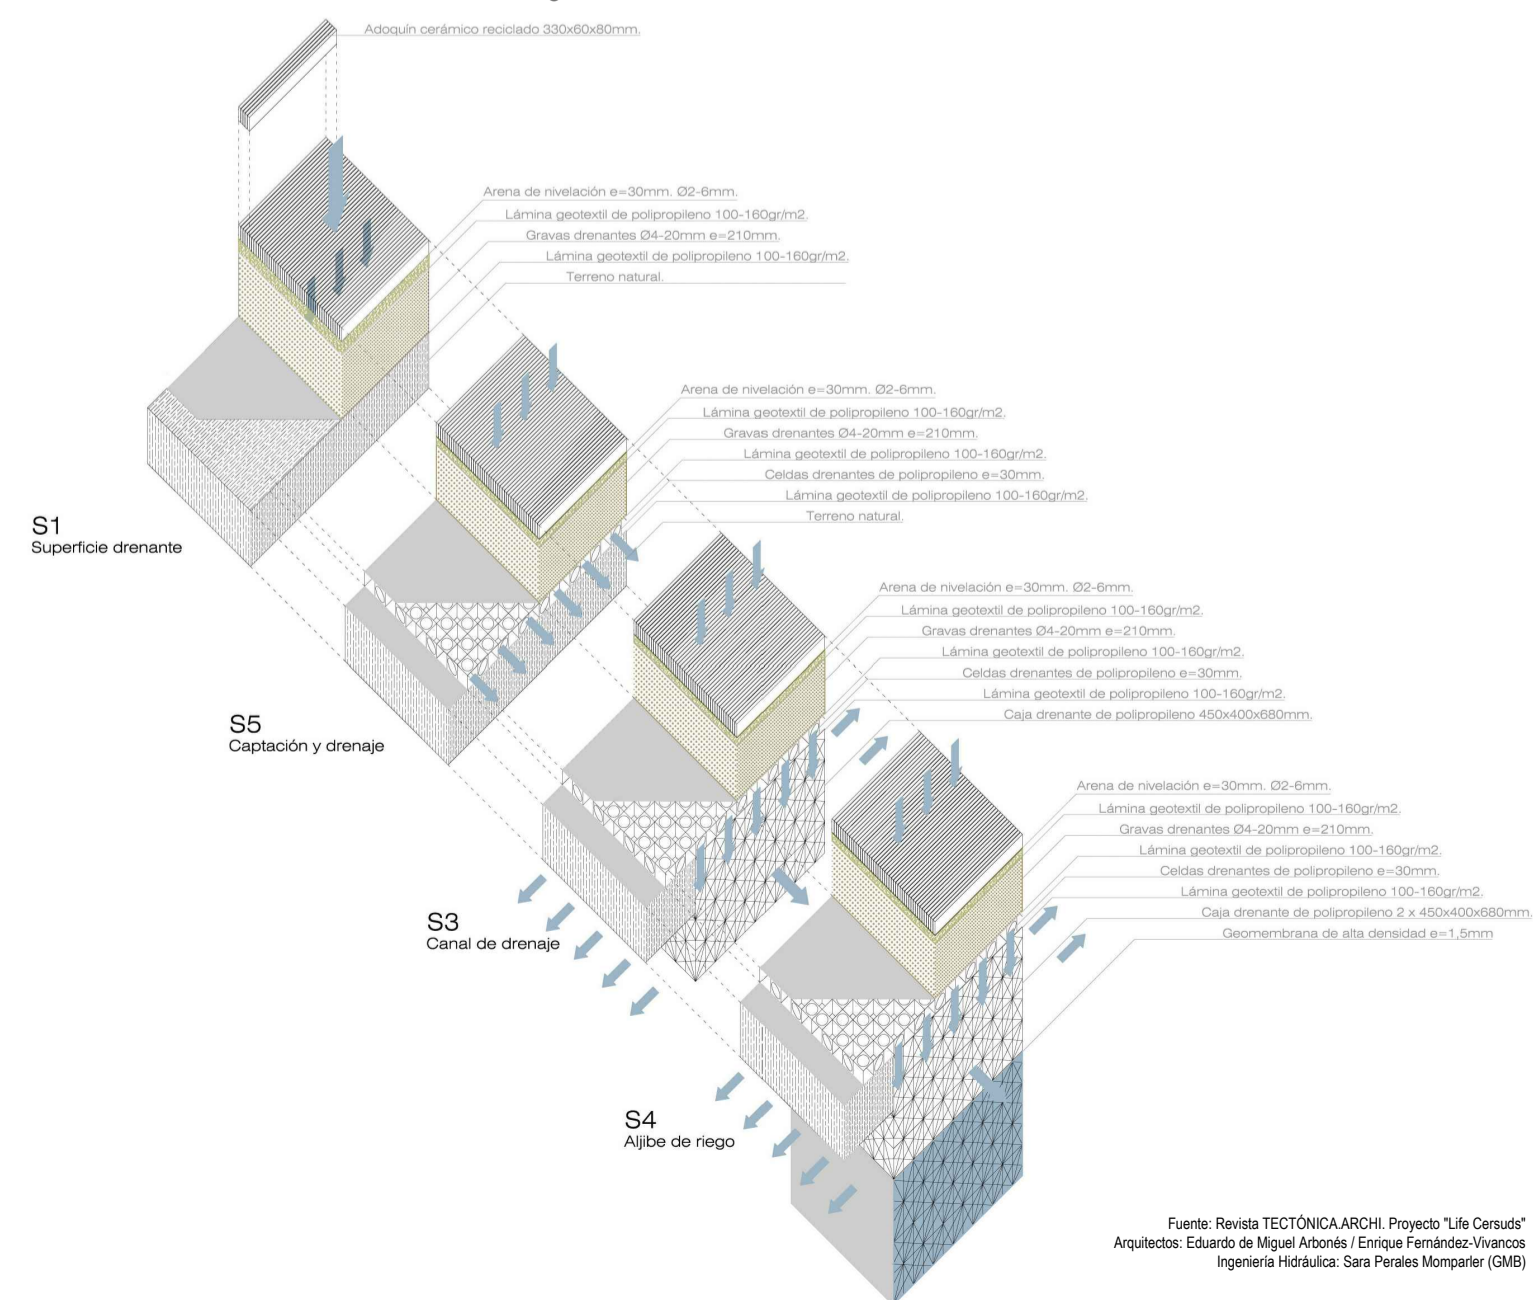 Adoquín cerámico reciclado 330x60x80mm.
Arena de nivelación e=30mm. Ø2-6mm.
Lámina geotextil de polipropileno 100-160gr/m2.
Gravas drenantes Ø4-20mm e=210mm.
Lámina geotextil de polipropileno 100-160gr/m2.
Terreno natural.
S1
Superficie drenante
Arena de nivelación e=30mm. Ø2-6mm.
Lámina geotextil de polipropileno 100-160gr/m2.
Gravas drenantes Ø4-20mm e=210mm.
Lámina geotextil de polipropileno 100-160gr/m2.
Celdas drenantes de polipropileno e=30mm.
Lámina geotextil de polipropileno 100-160gr/m2.
Terreno natural.
S5
Captación y drenaje
Arena de nivelación e=30mm. Ø2-6mm.
Lámina geotextil de polipropileno 100-160gr/m2.
Gravas drenantes Ø4-20mm e=210mm.
Lámina geotextil de polipropileno 100-160gr/m2.
Celdas drenantes de polipropileno e=30mm.
Lámina geotextil de polipropileno 100-160gr/m2.
Caja drenante de polipropileno 450x400x680mm.
S3
Canal de drenaje
Arena de nivelación e=30mm. Ø2-6mm.
Lámina geotextil de polipropileno 100-160gr/m2.
Gravas drenantes Ø4-20mm e=210mm.
Lámina geotextil de polipropileno 100-160gr/m2.
Celdas drenantes de polipropileno e=30mm.
Lámina geotextil de polipropileno 100-160gr/m2.
Caja drenante de polipropileno 2 x 450x400x680mm.
Geomembrana de alta densidad e=1,5mm
S4
Aljibe de riego
Fuente: Revista TECTÓNICA.ARCHI. Proyecto "Life Cersuds"
Arquitectos: Eduardo de Miguel Arbonés / Enrique Fernández-Vivancos
Ingeniería Hidráulica: Sara Perales Momparler (GMB)